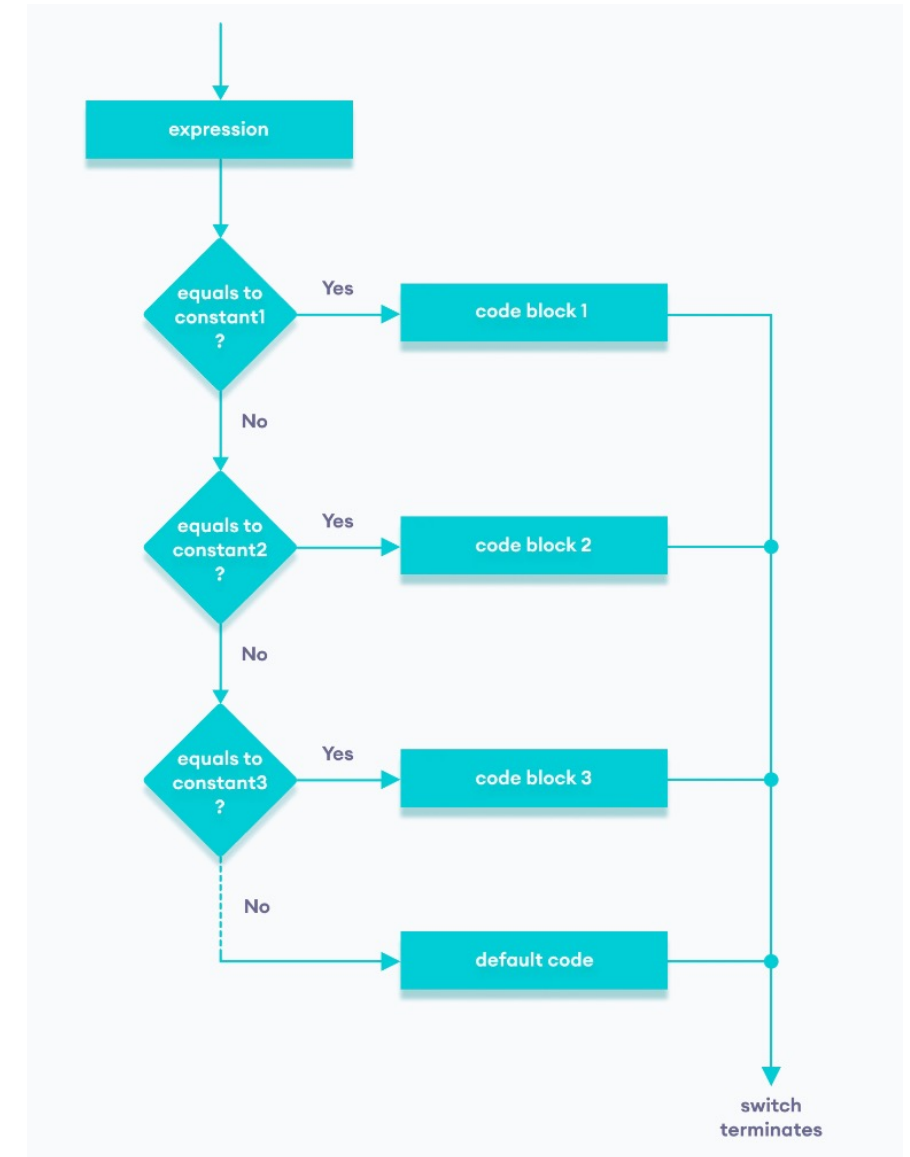 expression
equals to
constant1
?
Yes
code block 1
No
equals to
constant2
?
Yes
code block 2
No
equals to
constant3
?
Yes
code block 3
No
default code
switch
terminates